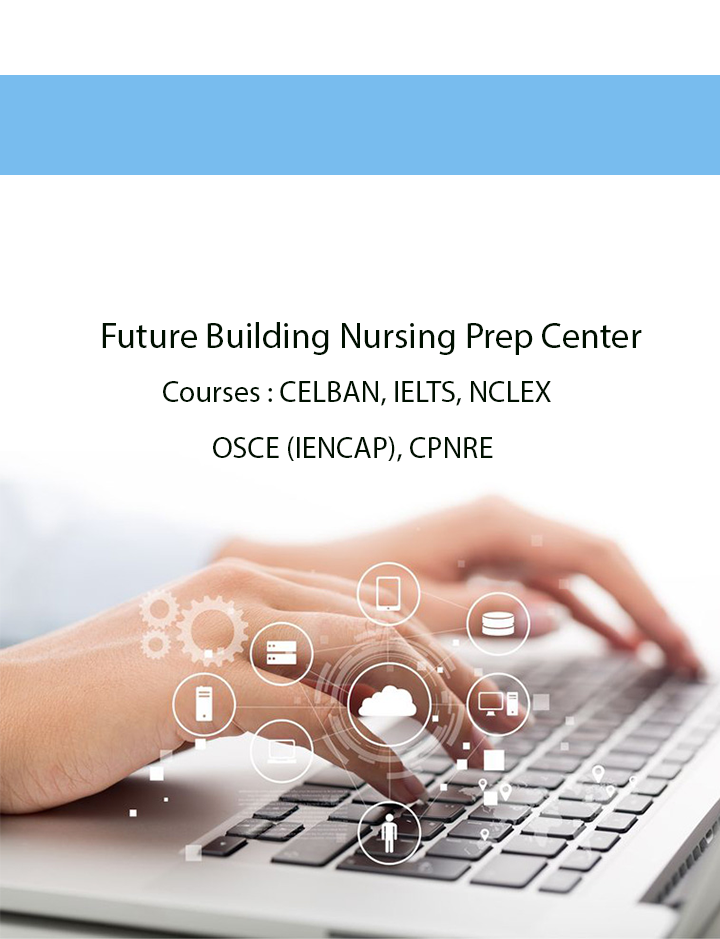 Future Building Nursing Prep Center
Courses : CELBAN, IELTS, NCLEX
OSCE (IENCAP), CPNRE